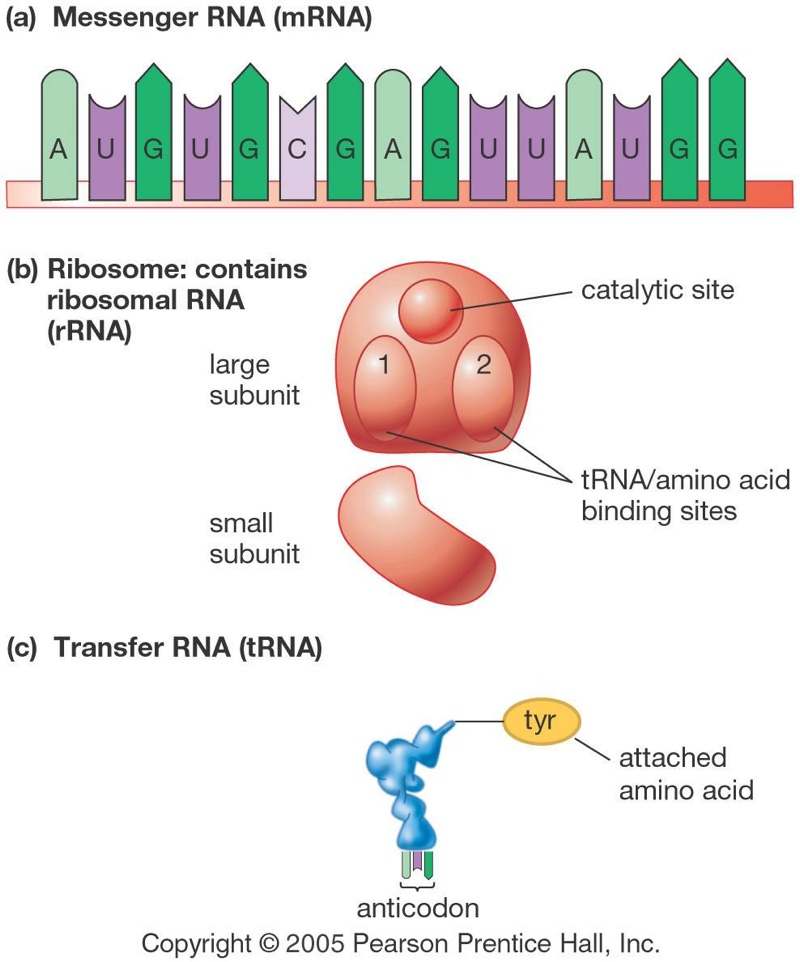 (a) Messenger RNA (mRNA)
A U G U G C G A G U U A U G G
(b) Ribosome: contains
ribosomal RNA
(rRNA)
catalytic site
large
subunit
1 2
tRNA/amino acid
binding sites
small
subunit
(c) Transfer RNA (tRNA)
tyr
attached
amino acid
anticodon
Copyright © 2005 Pearson Prentice Hall, Inc.